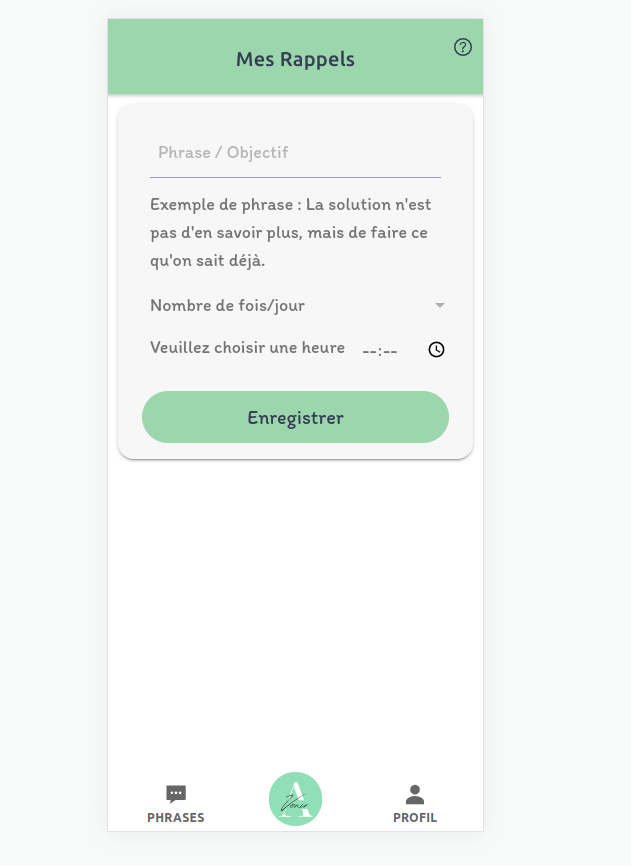 Mes Rappels
Phrase / Objectif
Exemple de phrase : La solution n'est
pas d'en savoir plus, mais de faire ce
qu'on sait déjà.
Nombre de fois/jour
Veuillez choisir une heure --:--
Enregistrer
A
PHRASES
PROFIL